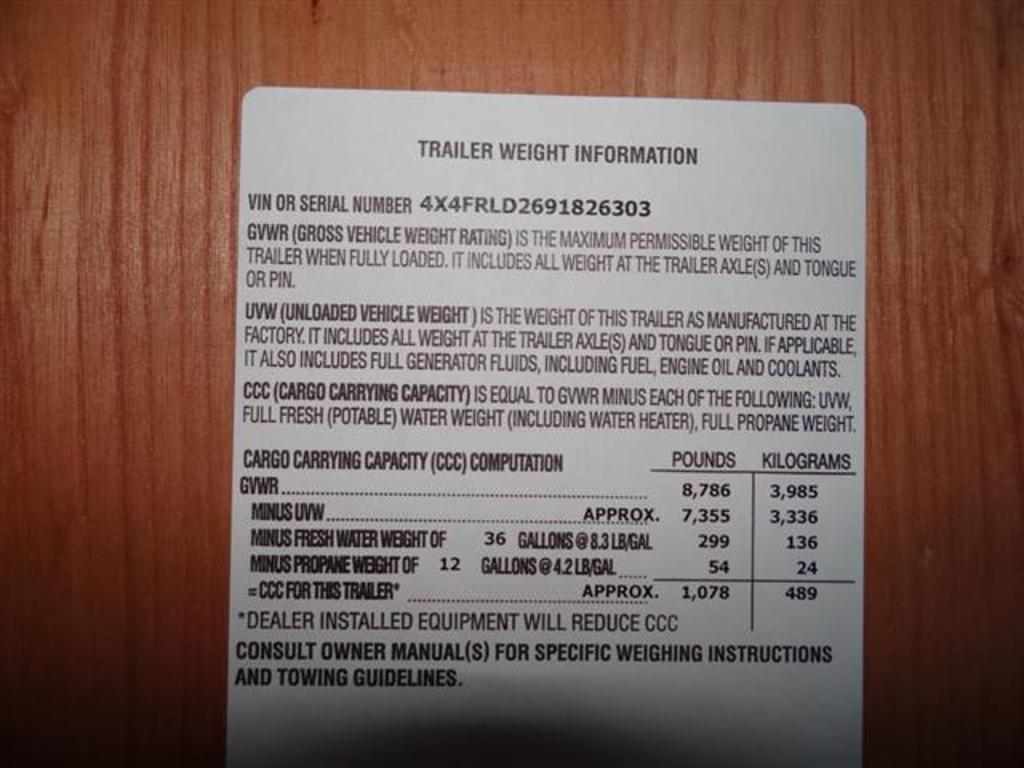 TRAILER WEIGHT INFORMATION
VIN OR SERIAL NUMBER 4X4FRLD2691826303
GVWR (GROSS VEHICLE WEIGHT RATING) IS THE MAXIMUM PERMISSIBLE WEIGHT OF THIS
TRAILER WHEN FULLY LOADED. IT INCLUDES ALL WEIGHT AT THE TRAILER AXLE(S) AND TONGUE
OR PIN.
UVW (UNLOADED VEHICLE WEIGHT ) IS THE WEIGHT OF THIS TRAILER AS MANUFACTURED AT THE
FACTORY. IT INCLUDES ALL WEIGHT AT THE TRAILER AXLE(S) AND TONGUE OR PIN. IF APPLICABLE,
IT ALSO INCLUDES FULL GENERATOR FLUIDS, INCLUDING FUEL, ENGINE OIL AND COOLANTS.
CCC (CARGO CARRYING CAPACITY) IS EQUAL TO GVWR MINUS EACH OF THE FOLLOWING: UVW,
FULL FRESH (POTABLE) WATER WEIGHT (INCLUDING WATER HEATER), FULL PROPANE WEIGHT.
CARGO CARRYING CAPACITY (CCC) COMPUTATION POUNDS KILOGRAMS
GVWR 8,786 3,985
MINUS UVW APPROX. 7,355 3,336
MINUS FRESH WATER WEIGHT OF 36 GALLONS @ 8.3 LB/GAL 299 136
MINUS PROPANE WEIGHT OF 12 GALLONS @ 4.2 LB/GAL 54 24
= CCC FOR THIS TRAILER* APPROX. 1,078 489
*DEALER INSTALLED EQUIPMENT WILL REDUCE CCC
CONSULT OWNER MANUAL(S) FOR SPECIFIC WEIGHING INSTRUCTIONS
AND TOWING GUIDELINES.